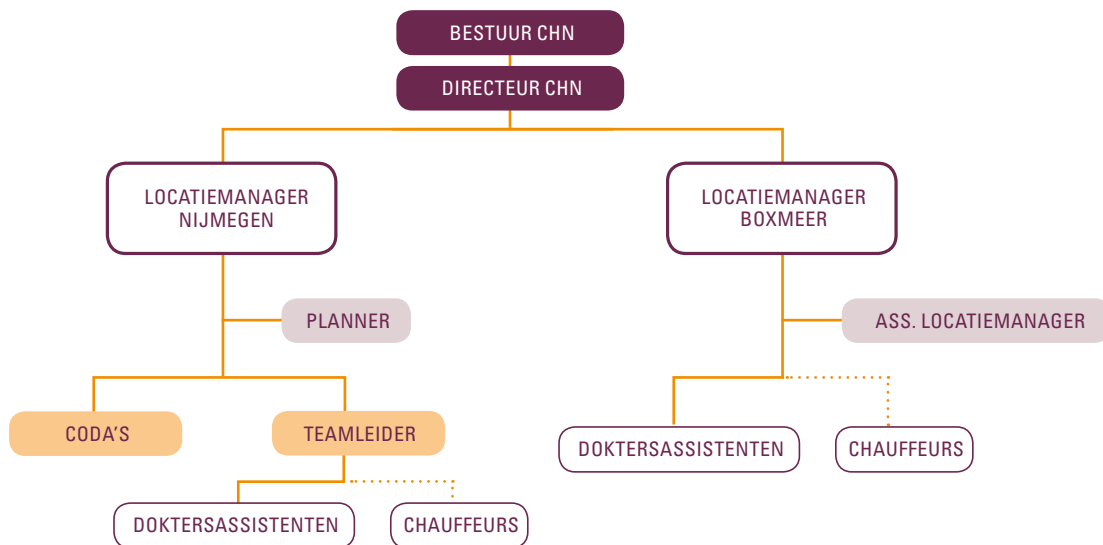 BESTUUR CHN
DIRECTEUR CHN
LOCATIEMANAGER
NIJMEGEN
LOCATIEMANAGER
BOXMEER
PLANNER
ASS. LOCATIEMANAGER
CODA'S
TEAMLEIDER
DOKTERSASSISTENTEN
CHAUFFEURS
DOKTERSASSISTENTEN
CHAUFFEURS